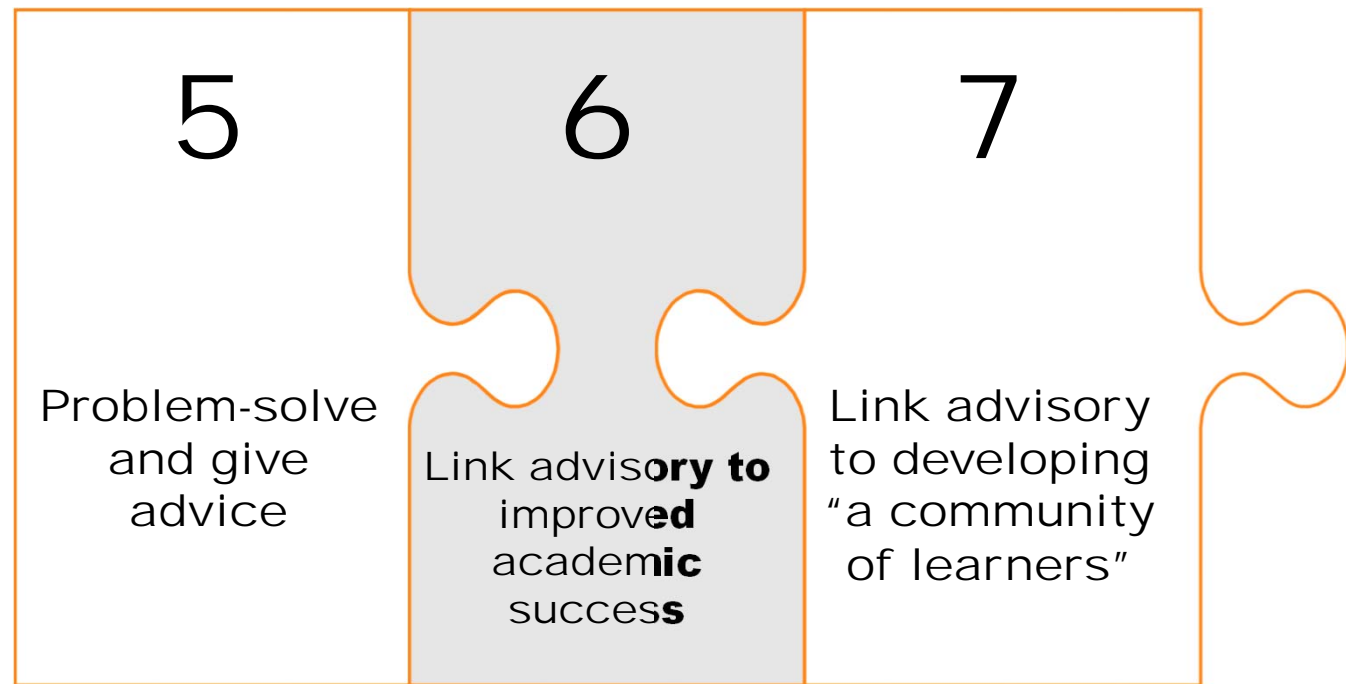 5
Problem-solve
and give
advice
6
Link advisory to
improved
academic
success
7
Link advisory
to developing
“a community
of learners”